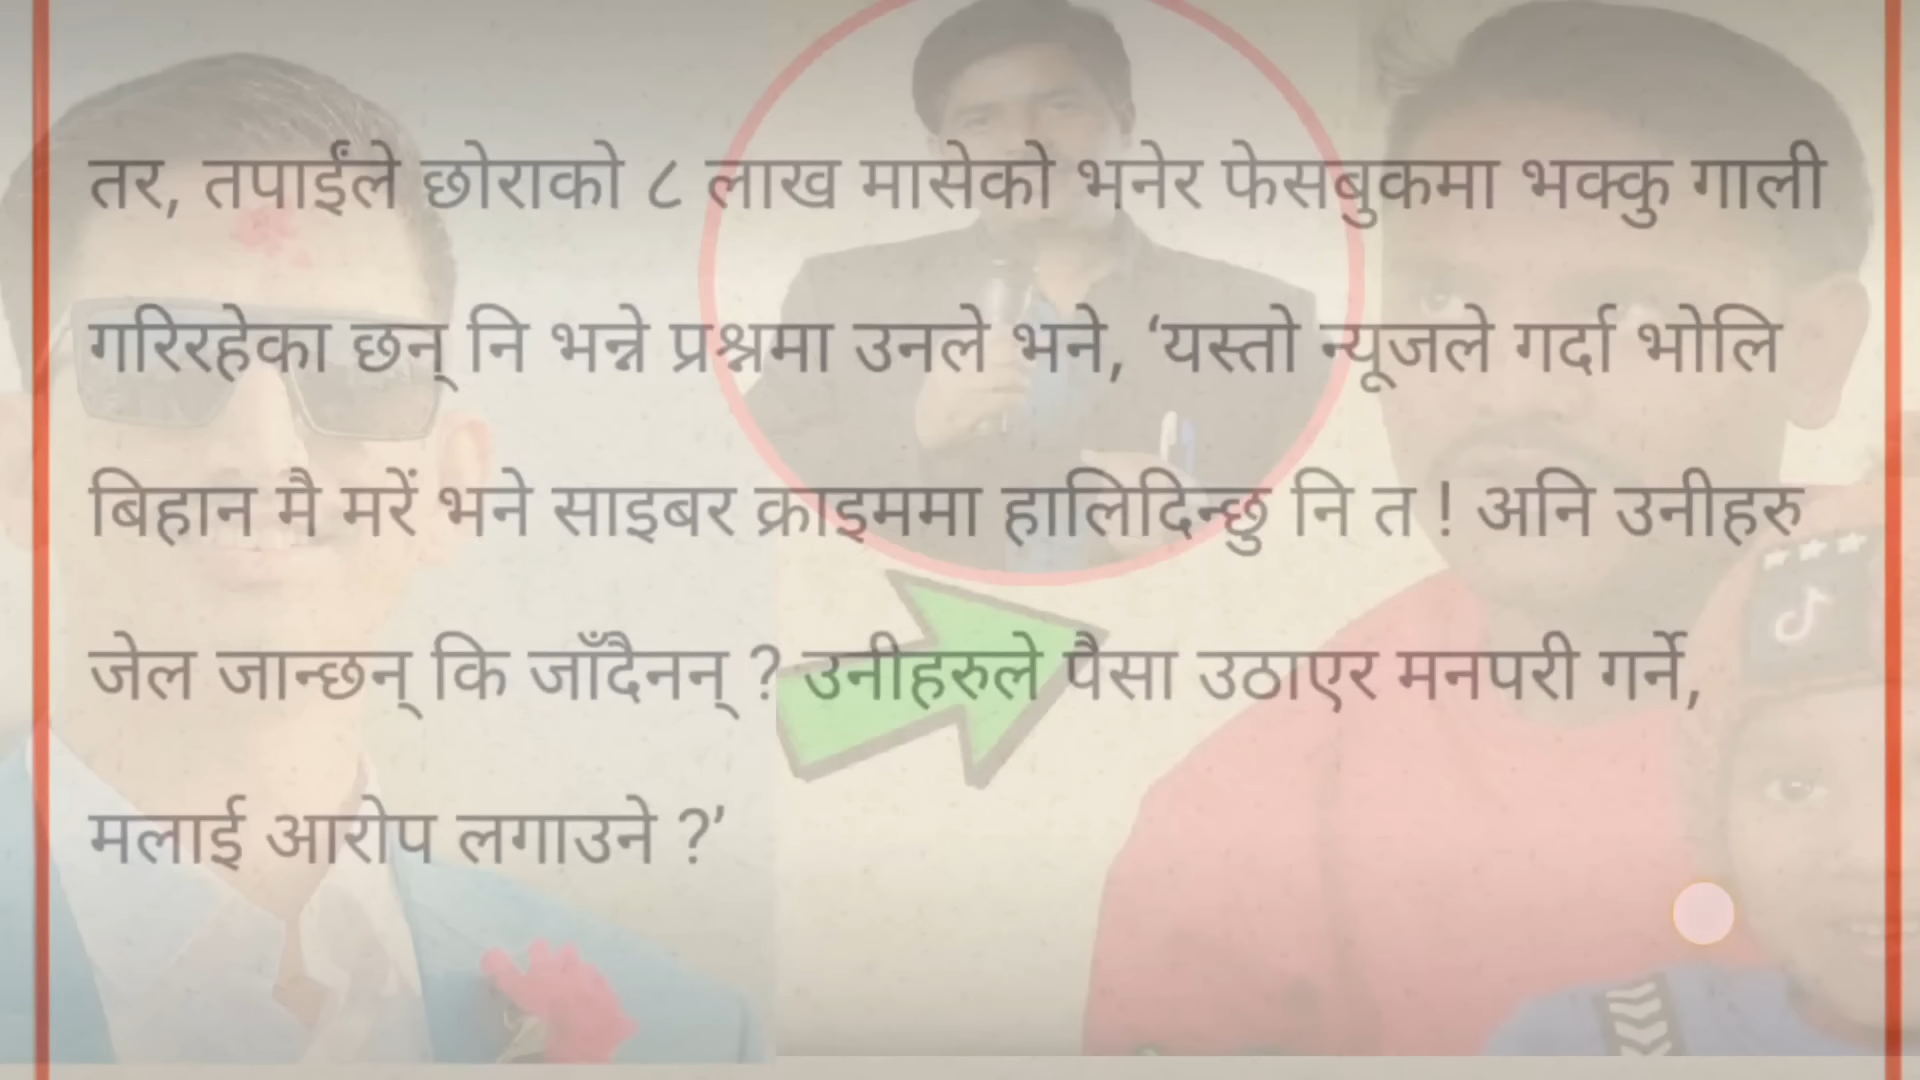 तर, तपाईंले छोराको ८ लाख मासेको भनेर फेसबुकमा भक्कु गाली
गरिरहेका छन् नि भन्ने प्रश्नमा उनले भने, ‘यस्तो न्यूजले गर्दा भोलि
बिहान मै मरें भने साइबर क्राइममा हालिदिन्छु नि त ! अनि उनीहरु
जेल जान्छन् कि जाँदैनन् ? उनीहरुले पैसा उठाएर मनपरी गर्ने,
मलाई आरोप लगाउने ?’